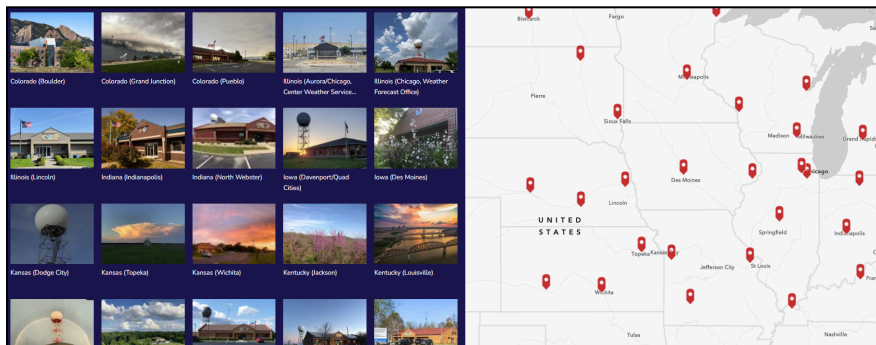 Colorado (Boulder)
Colorado (Grand Junction)
Colorado (Pueblo)
Illinois (Aurora/Chicago,
Center Weather Service...
Illinois (Chicago, Weather
Forecast Office)
Illinois (Lincoln)
Indiana (Indianapolis)
Indiana (North Webster)
Iowa (Davenport/Quad
Cities)
Iowa (Des Moines)
Kansas (Dodge City)
Kansas (Topeka)
Kansas (Wichita)
Kentucky (Jackson)
Kentucky (Louisville)
Bismarck
Fargo
Minneapolis
Pierre
Sioux Falls
Madison
Milwaukee
Grand Rapids
Chicago
Des Moines
Lincoln
UNITED
STATES
Springfield
Indianapolis
Topeka
Kansas City
Jefferson City
St Louis
Fran
Wichita
Tulsa
Nashville